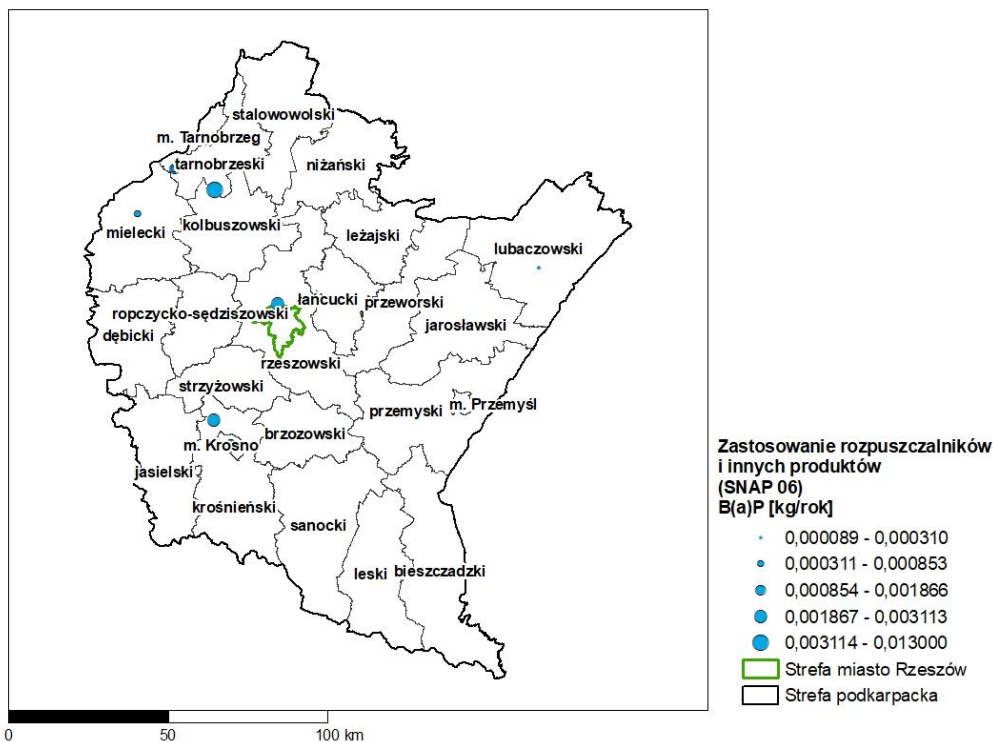 stalowowolski
m. Tarnobrzeg
tarnobrzeski
niżański
mielecki
kolbuszowski
leżajski
lubaczowski
ropczycko-sędziszowski
łańcucki
przeworski
dębicki
jarosławski
rzeszowski
strzyżowski
przemyski
m. Przemyśl
m. Krosno
brzozowski
jasielski
krośnieński
sanocki
leski
bieszczadzki
Zastosowanie rozpuszczalników
i innych produktów
(SNAP 06)
B(a)P [kg/rok]
0,000089 - 0,000310
0,000311 - 0,000853
0,000854 - 0,001866
0,001867 - 0,003113
0,003114 - 0,013000
Strefa miasto Rzeszów
Strefa podkarpacka
0 50 100 km